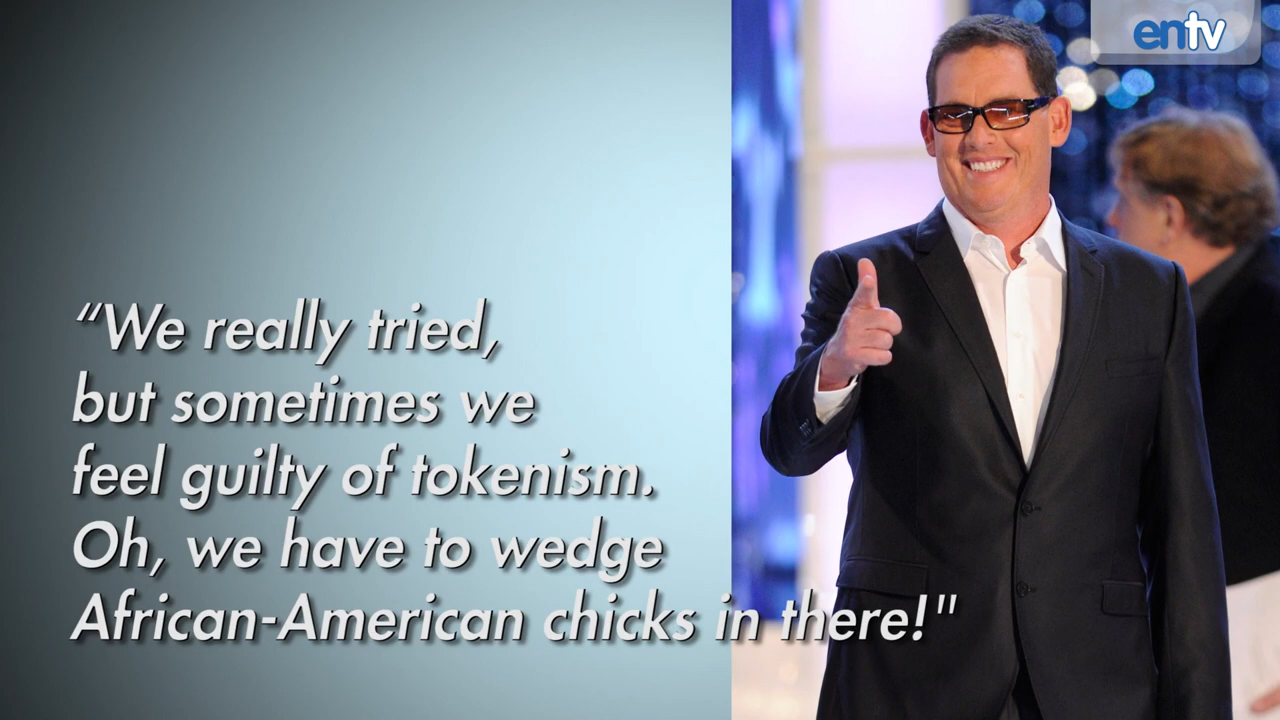 entv
“We really tried,
but sometimes we
feel guilty of tokenism.
Oh, we have to wedge
African-American chicks in there!"